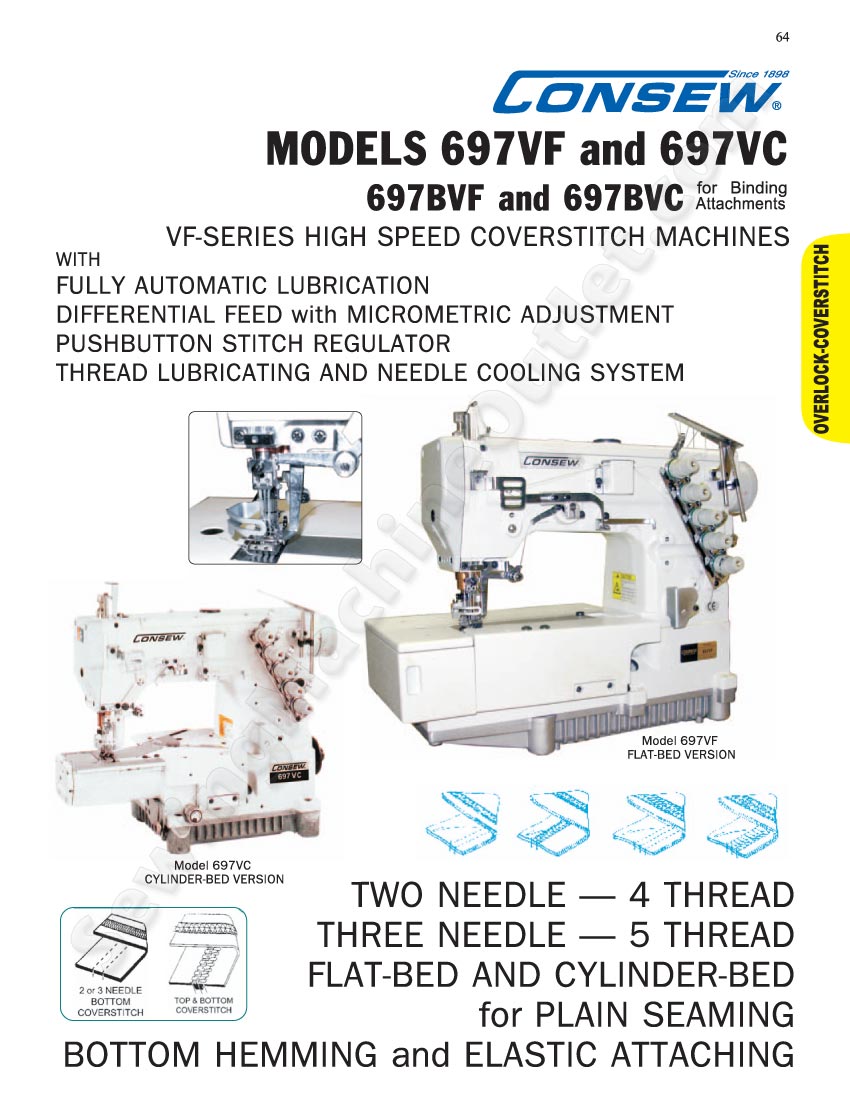 64
Since 1898
CONSEW®
MODELS 697VF and 697VC
697BVF and 697BVC for Binding Attachments
VF-SERIES HIGH SPEED COVERSTITCH MACHINES
WITH
FULLY AUTOMATIC LUBRICATION
DIFFERENTIAL FEED with MICROMETRIC ADJUSTMENT
PUSHBUTTON STITCH REGULATOR
THREAD LUBRICATING AND NEEDLE COOLING SYSTEM
OVERLOCK-COVERSTITCH
CONSEW
CONSEW
CE
CONSEW
Model 697VF
FLAT-BED VERSION
CONSEW
697VC
Model 697VC
CYLINDER-BED VERSION
TWO NEEDLE — 4 THREAD
THREE NEEDLE — 5 THREAD
FLAT-BED AND CYLINDER-BED
for PLAIN SEAMING
BOTTOM HEMMING and ELASTIC ATTACHING
2 or 3 NEEDLE
BOTTOM
COVERSTITCH
TOP & BOTTOM
COVERSTITCH
SewingMachineOutlet.com